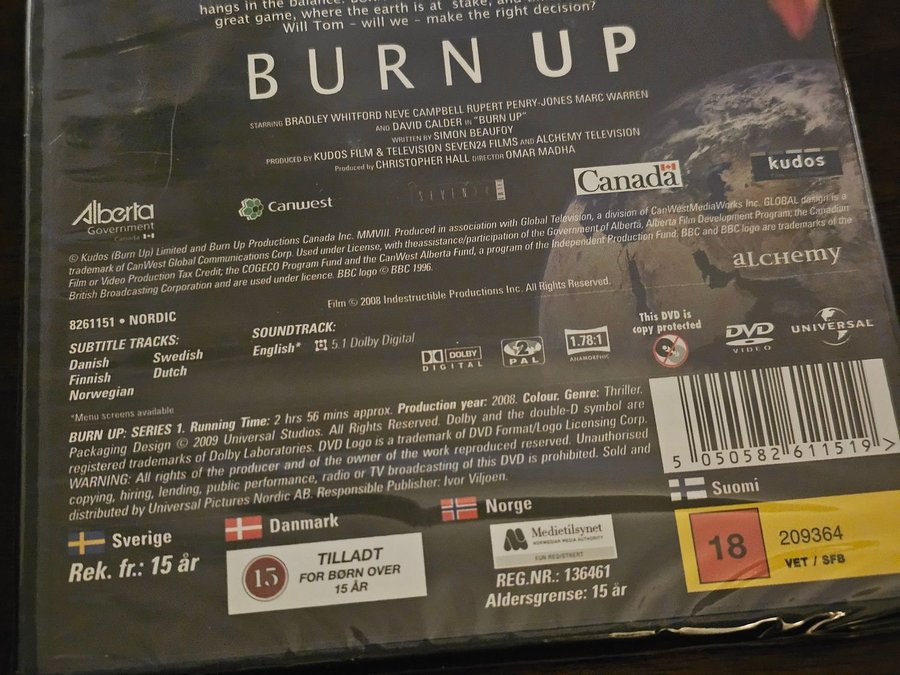 hangs in the balance.
great game, where the earth is at stake, and
Will Tom - will we - make the right decision?
BURN UP
STARRING BRADLEY WHITFORD NEVE CAMPBELL RUPERT PENRY-JONES MARC WARREN
AND DAVID CALDER IN "BURN UP"
WRITTEN BY SIMON BEAUFOY
PRODUCED BY KUDOS FILM & TELEVISION SEVEN24 FILMS AND ALCHEMY TELEVISION
Produced by CHRISTOPHER HALL DIRECTOR OMAR MADHA
Alberta
Government
Canada
Canwest
SEVEN24
Canada
kudos
© Kudos (Burn Up) Limited and Burn Up Productions Canada Inc. MMVIII. Produced in association with Global Television, a division of CanWestMediaWorks Inc. GLOBAL design is a
trademark of CanWest Global Communications Corp. Used under License, with theassistance/participation of the Government of Alberta, Alberta Film Development Program; the Canadian
Film or Video Production Tax Credit; the COGECO Program Fund and the CanWest Alberta Fund, a program of the Independent Production Fund. BBC and BBC logo are trademarks of the
British Broadcasting Corporation and are used under licence. BBC logo © BBC 1996.
aLCHeMY
Film © 2008 Indestructible Productions Inc. All Rights Reserved.
8261151 • NORDIC
SUBTITLE TRACKS:
Danish Swedish
Finnish Dutch
Norwegian
SOUNDTRACK:
English* 5.1 Dolby Digital
DOLBY
DIGITAL
2
PAL
1.78:1
ANAMORPHIC
This DVD is
copy protected
DVD
VIDEO
UNIVERSAL
*Menu screens available
BURN UP: SERIES 1. Running Time: 2 hrs 56 mins approx. Production year: 2008. Colour. Genre: Thriller.
Packaging Design © 2009 Universal Studios. All Rights Reserved. Dolby and the double-D symbol are
registered trademarks of Dolby Laboratories. DVD Logo is a trademark of DVD Format/Logo Licensing Corp.
WARNING: All rights of the producer and of the owner of the work reproduced reserved. Unauthorised
copying, hiring, lending, public performance, radio or TV broadcasting of this DVD is prohibited. Sold and
distributed by Universal Pictures Nordic AB. Responsible Publisher: Ivor Viljoen.
5 050582 611519 >
Sverige
Rek. fr.: 15 år
Danmark
15
TILLADT
FOR BØRN OVER
15 ÅR
Norge
Medietilsynet
NORWEGIAN MEDIA AUTHORITY
FUN REGISTRERT
REG.NR.: 136461
Aldersgrense: 15 år
Suomi
18
209364
VET / SFB